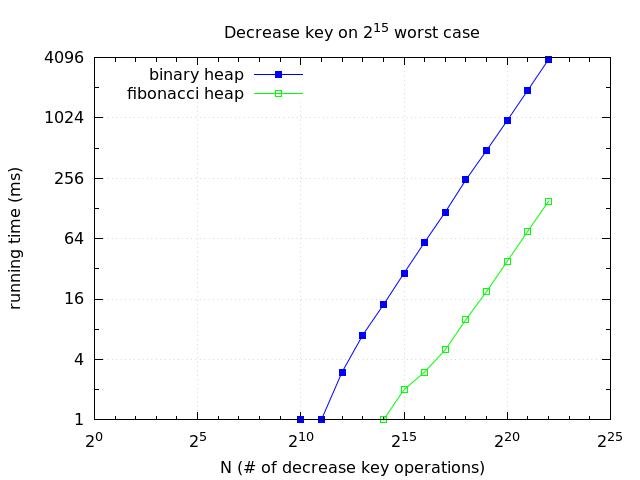 Decrease key on 2^15 worst case
binary heap
fibonacci heap
running time (ms)
4096
1024
256
64
16
4
1
2^0 2^5 2^10 2^15 2^20 2^25
N (# of decrease key operations)